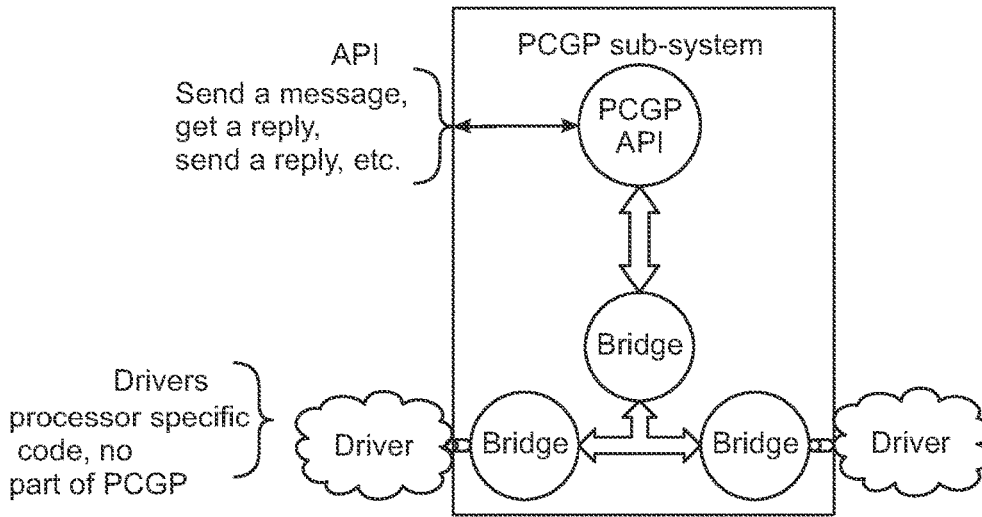 PCGP sub-system
API
Send a message,
get a reply,
send a reply, etc.
PCGP
API
Bridge
Drivers
processor specific
code, no
part of PCGP
Driver
Bridge
Bridge
Driver